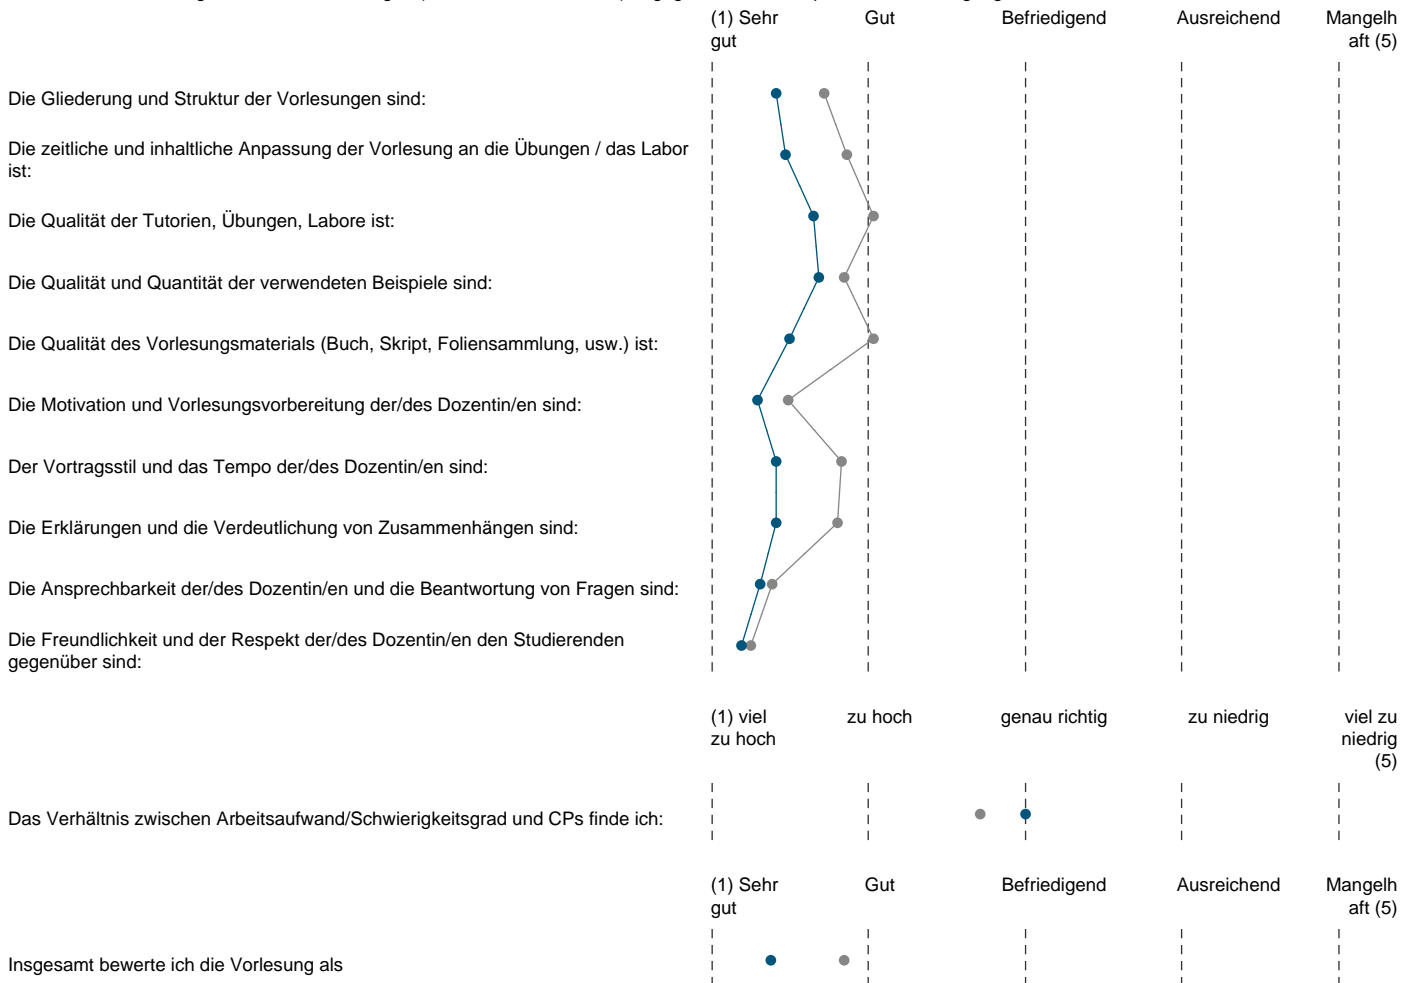 (1) Sehr gut Gut Befriedigend Ausreichend Mangelhaft (5)
Die Gliederung und Struktur der Vorlesungen sind:
Die zeitliche und inhaltliche Anpassung der Vorlesung an die Übungen / das Labor
ist:
Die Qualität der Tutorien, Übungen, Labore ist:
Die Qualität und Quantität der verwendeten Beispiele sind:
Die Qualität des Vorlesungsmaterials (Buch, Skript, Foliensammlung, usw.) ist:
Die Motivation und Vorlesungsvorbereitung der/des Dozentin/en sind:
Der Vortragsstil und das Tempo der/des Dozentin/en sind:
Die Erklärungen und die Verdeutlichung von Zusammenhängen sind:
Die Ansprechbarkeit der/des Dozentin/en und die Beantwortung von Fragen sind:
Die Freundlichkeit und der Respekt der/des Dozentin/en den Studierenden
gegenüber sind:
(1) viel zu hoch zu hoch genau richtig zu niedrig viel zu niedrig (5)
Das Verhältnis zwischen Arbeitsaufwand/Schwierigkeitsgrad und CPs finde ich:
(1) Sehr gut Gut Befriedigend Ausreichend Mangelhaft (5)
Insgesamt bewerte ich die Vorlesung als